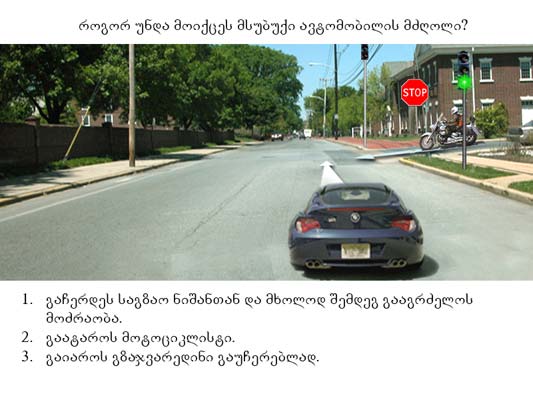 როგორ უნდა მოიქცეს მსუბუქი ავტომობილის მძღოლი?
STOP
1. გაჩერდეს საგზაო ნიშანთან და მხოლოდ შემდეგ გააგრძელოს
მოძრაობა.
2. გაატაროს მოტოციკლისტი.
3. გაიაროს გზაჯვარედინი გაუჩერებლად.